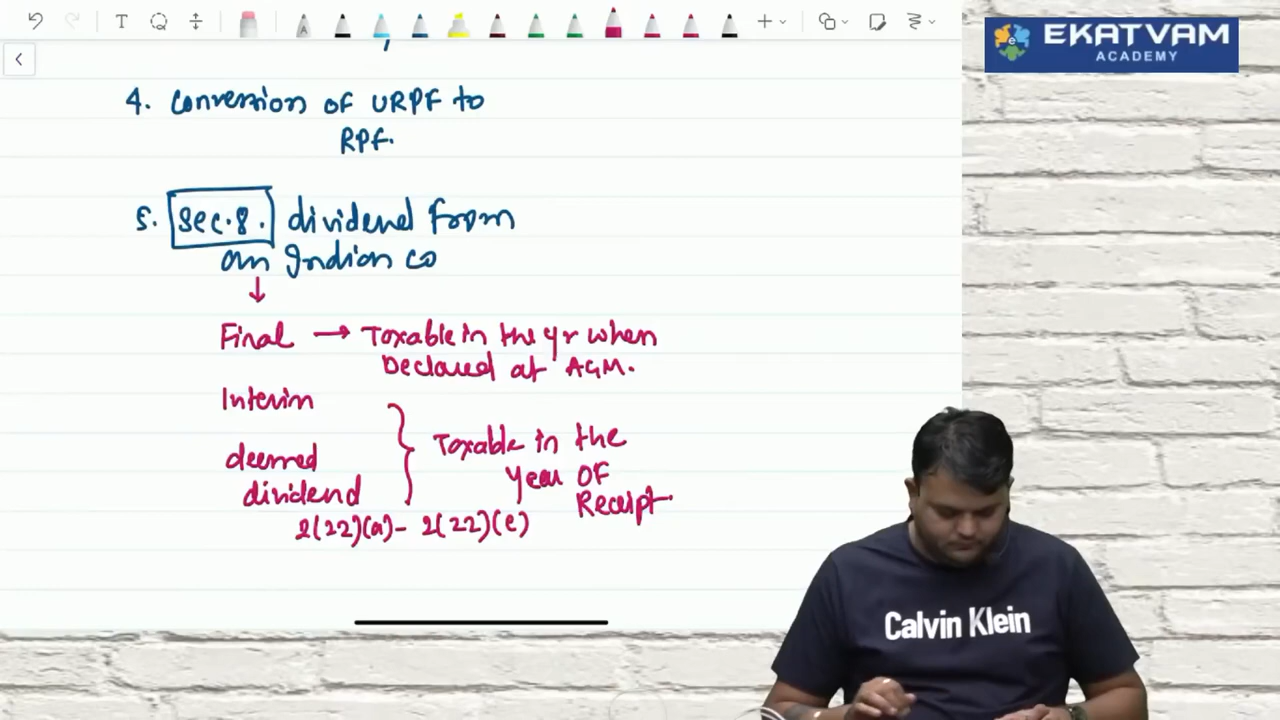 EKATVAM
ACADEMY
4. Conversion of URPF to
RPF.
5. Sec.8. dividend from
an Indian co
↓
Final → Taxable in the yr when
Declared at AGM.
Interim
Taxable in the
deemed
Year OF
dividend
Receipt.
2(22)(a)- 2(22)(e)
Calvin Klein